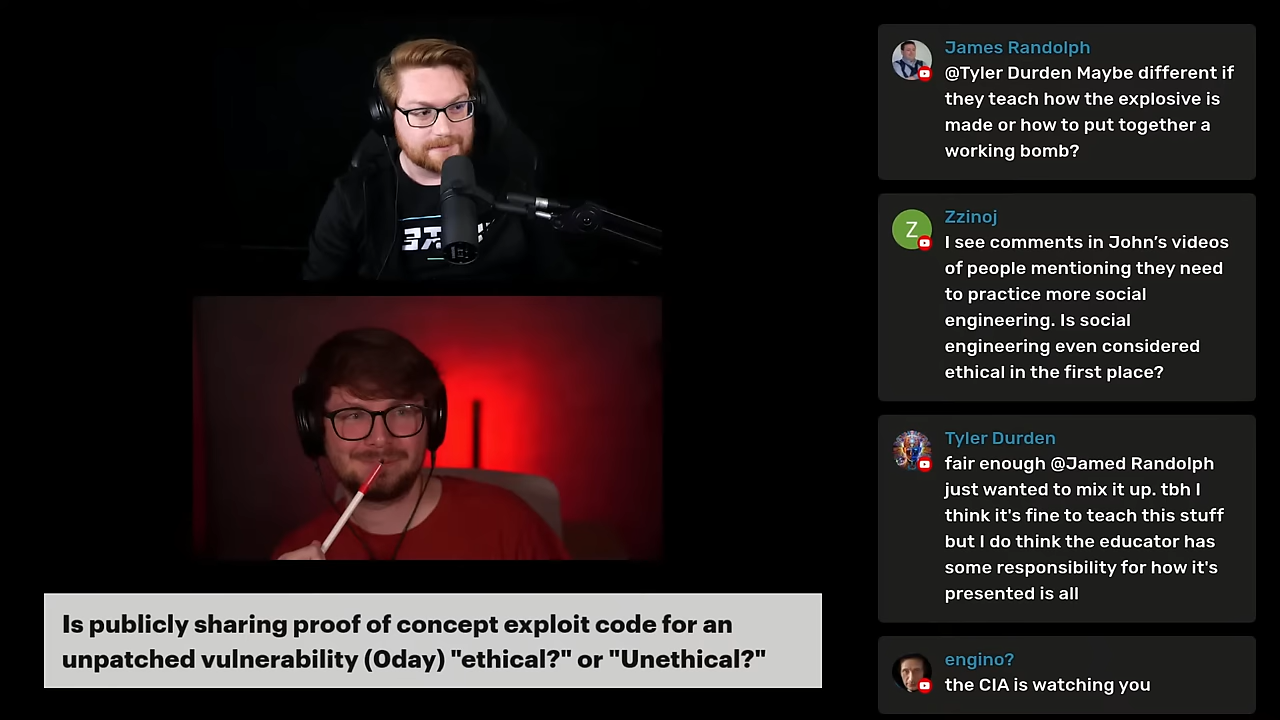 James Randolph
@Tyler Durden Maybe different if
they teach how the explosive is
made or how to put together a
working bomb?
Z
Zzinoj
I see comments in John’s videos
of people mentioning they need
to practice more social
engineering. Is social
engineering even considered
ethical in the first place?
Tyler Durden
fair enough @Jamed Randolph
just wanted to mix it up. tbh I
think it's fine to teach this stuff
but I do think the educator has
some responsibility for how it's
presented is all
engino?
the CIA is watching you
Is publicly sharing proof of concept exploit code for an
unpatched vulnerability (0day) "ethical?" or "Unethical?"